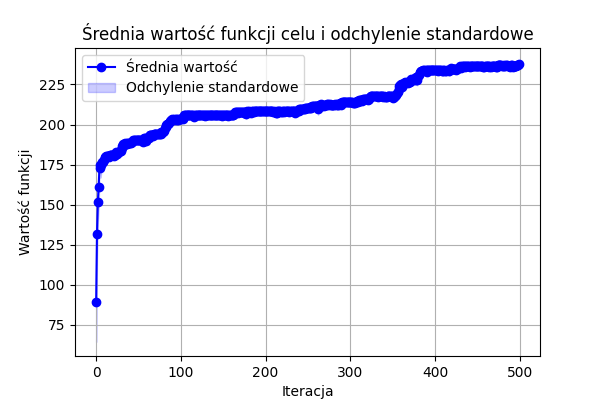 Średnia wartość funkcji celu i odchylenie standardowe
Średnia wartość
Odchylenie standardowe
Wartość funkcji
225
200
175
150
125
100
75
0 100 200 300 400 500
Iteracja